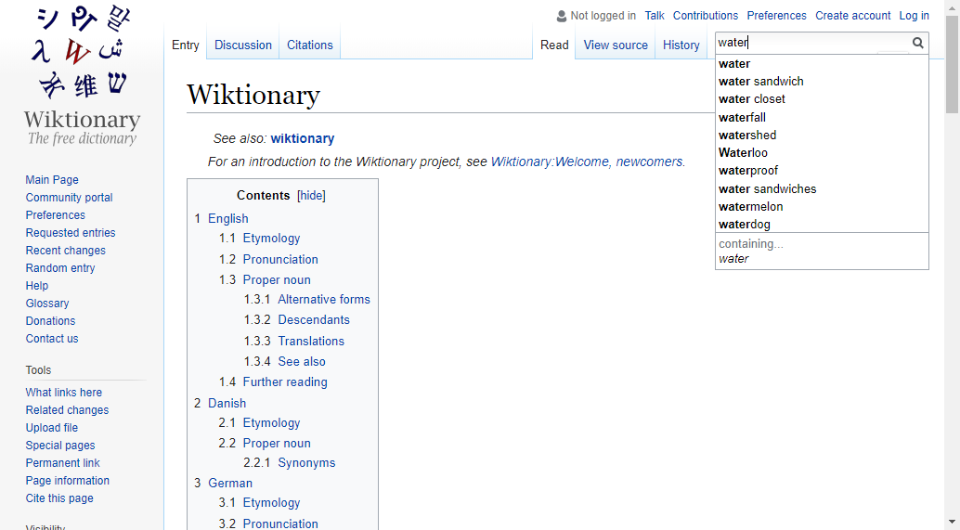 Not logged in Talk Contributions Preferences Create account Log in
Entry Discussion Citations Read View source History water
water
water sandwich
water closet
waterfall
watershed
Waterloo
waterproof
water sandwiches
watermelon
waterdog
containing...
water
シ
ש
维
Wiktionary
The free dictionary
Main Page
Community portal
Preferences
Requested entries
Recent changes
Random entry
Help
Glossary
Donations
Contact us
Tools
What links here
Related changes
Upload file
Special pages
Permanent link
Page information
Cite this page
Visibility
Wiktionary
See also: wiktionary
For an introduction to the Wiktionary project, see Wiktionary:Welcome, newcomers.
Contents [hide]
1 English
1.1 Etymology
1.2 Pronunciation
1.3 Proper noun
1.3.1 Alternative forms
1.3.2 Descendants
1.3.3 Translations
1.3.4 See also
1.4 Further reading
2 Danish
2.1 Etymology
2.2 Proper noun
2.2.1 Synonyms
3 German
3.1 Etymology
3.2 Pronunciation